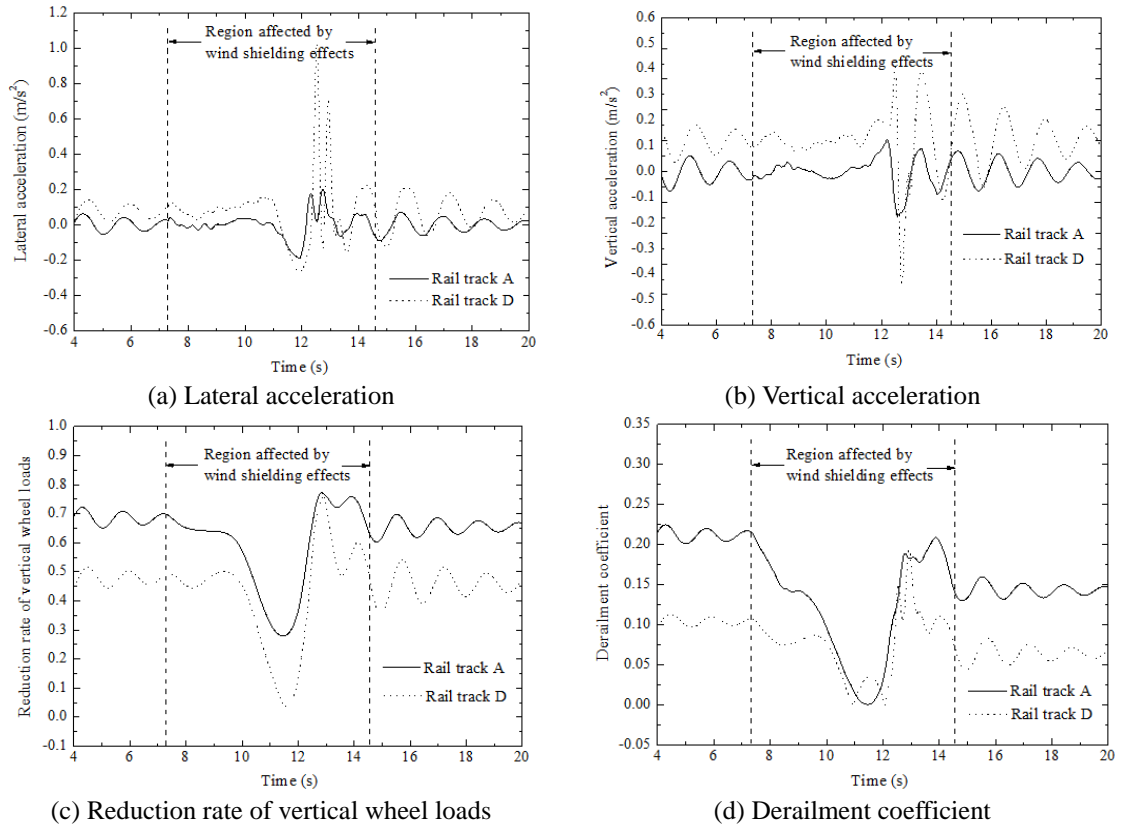 1.2
1.0
0.8
0.6
0.4
0.2
0.0
-0.2
-0.4
-0.6
Lateral acceleration (m/s²)
Region affected by
wind shielding effects
Rail track A
Rail track D
4 6 8 10 12 14 16 18 20
Time (s)
(a) Lateral acceleration
0.6
0.5
0.4
0.3
0.2
0.1
0.0
-0.1
-0.2
-0.3
-0.4
-0.5
-0.6
Vertical acceleration (m/s²)
Region affected by
wind shielding effects
Rail track A
Rail track D
4 6 8 10 12 14 16 18 20
Time (s)
(b) Vertical acceleration
1.0
0.9
0.8
0.7
0.6
0.5
0.4
0.3
0.2
0.1
0.0
-0.1
Reduction rate of vertical wheel loads
Region affected by
wind shielding effects
Rail track A
Rail track D
4 6 8 10 12 14 16 18 20
Time (s)
(c) Reduction rate of vertical wheel loads
0.35
0.30
0.25
0.20
0.15
0.10
0.05
0.00
-0.05
Derailment coefficient
Region affected by
wind shielding effects
Rail track A
Rail track D
4 6 8 10 12 14 16 18 20
Time (s)
(d) Derailment coefficient